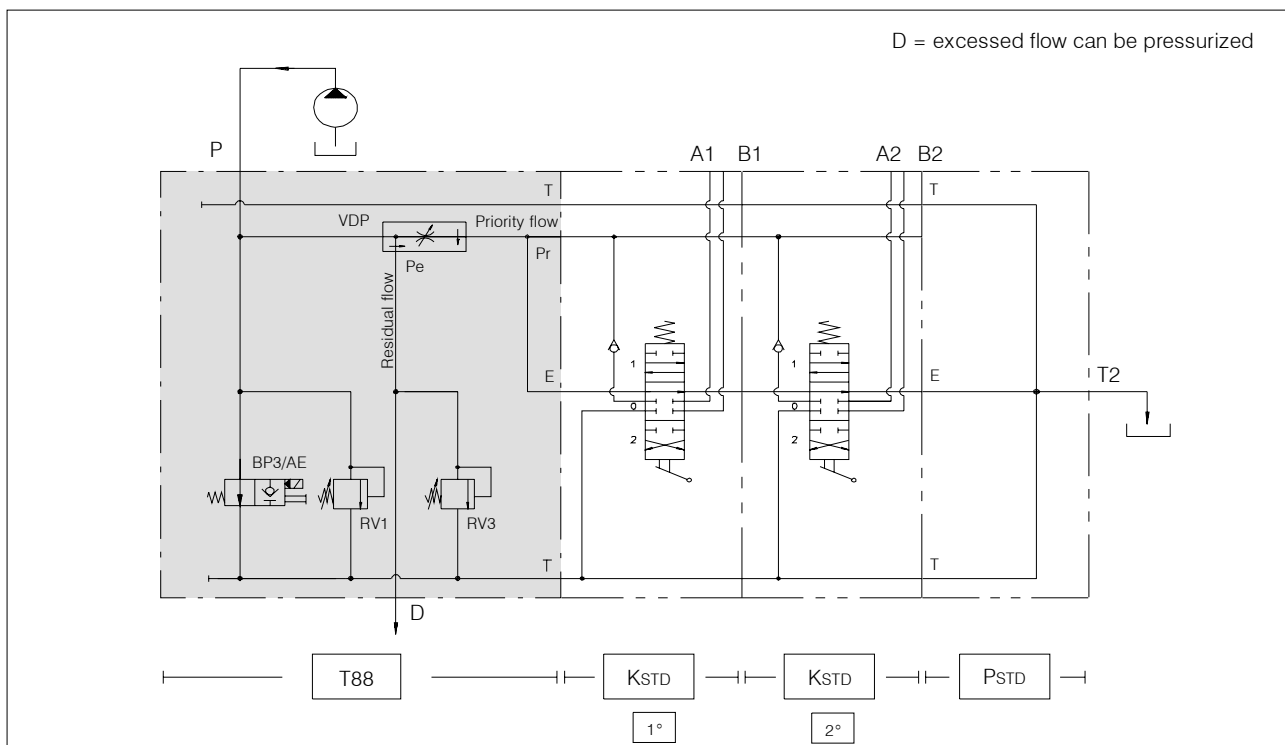 D = excessed flow can be pressurized
P
A1 B1 A2 B2
T T
VDP Priority flow
Pr
Pe
Residual flow
E E T2
1 1
0 0
2 2
BP3/AE
RV1 RV3
T T
D
T88 KSTD KSTD PSTD
1° 2°